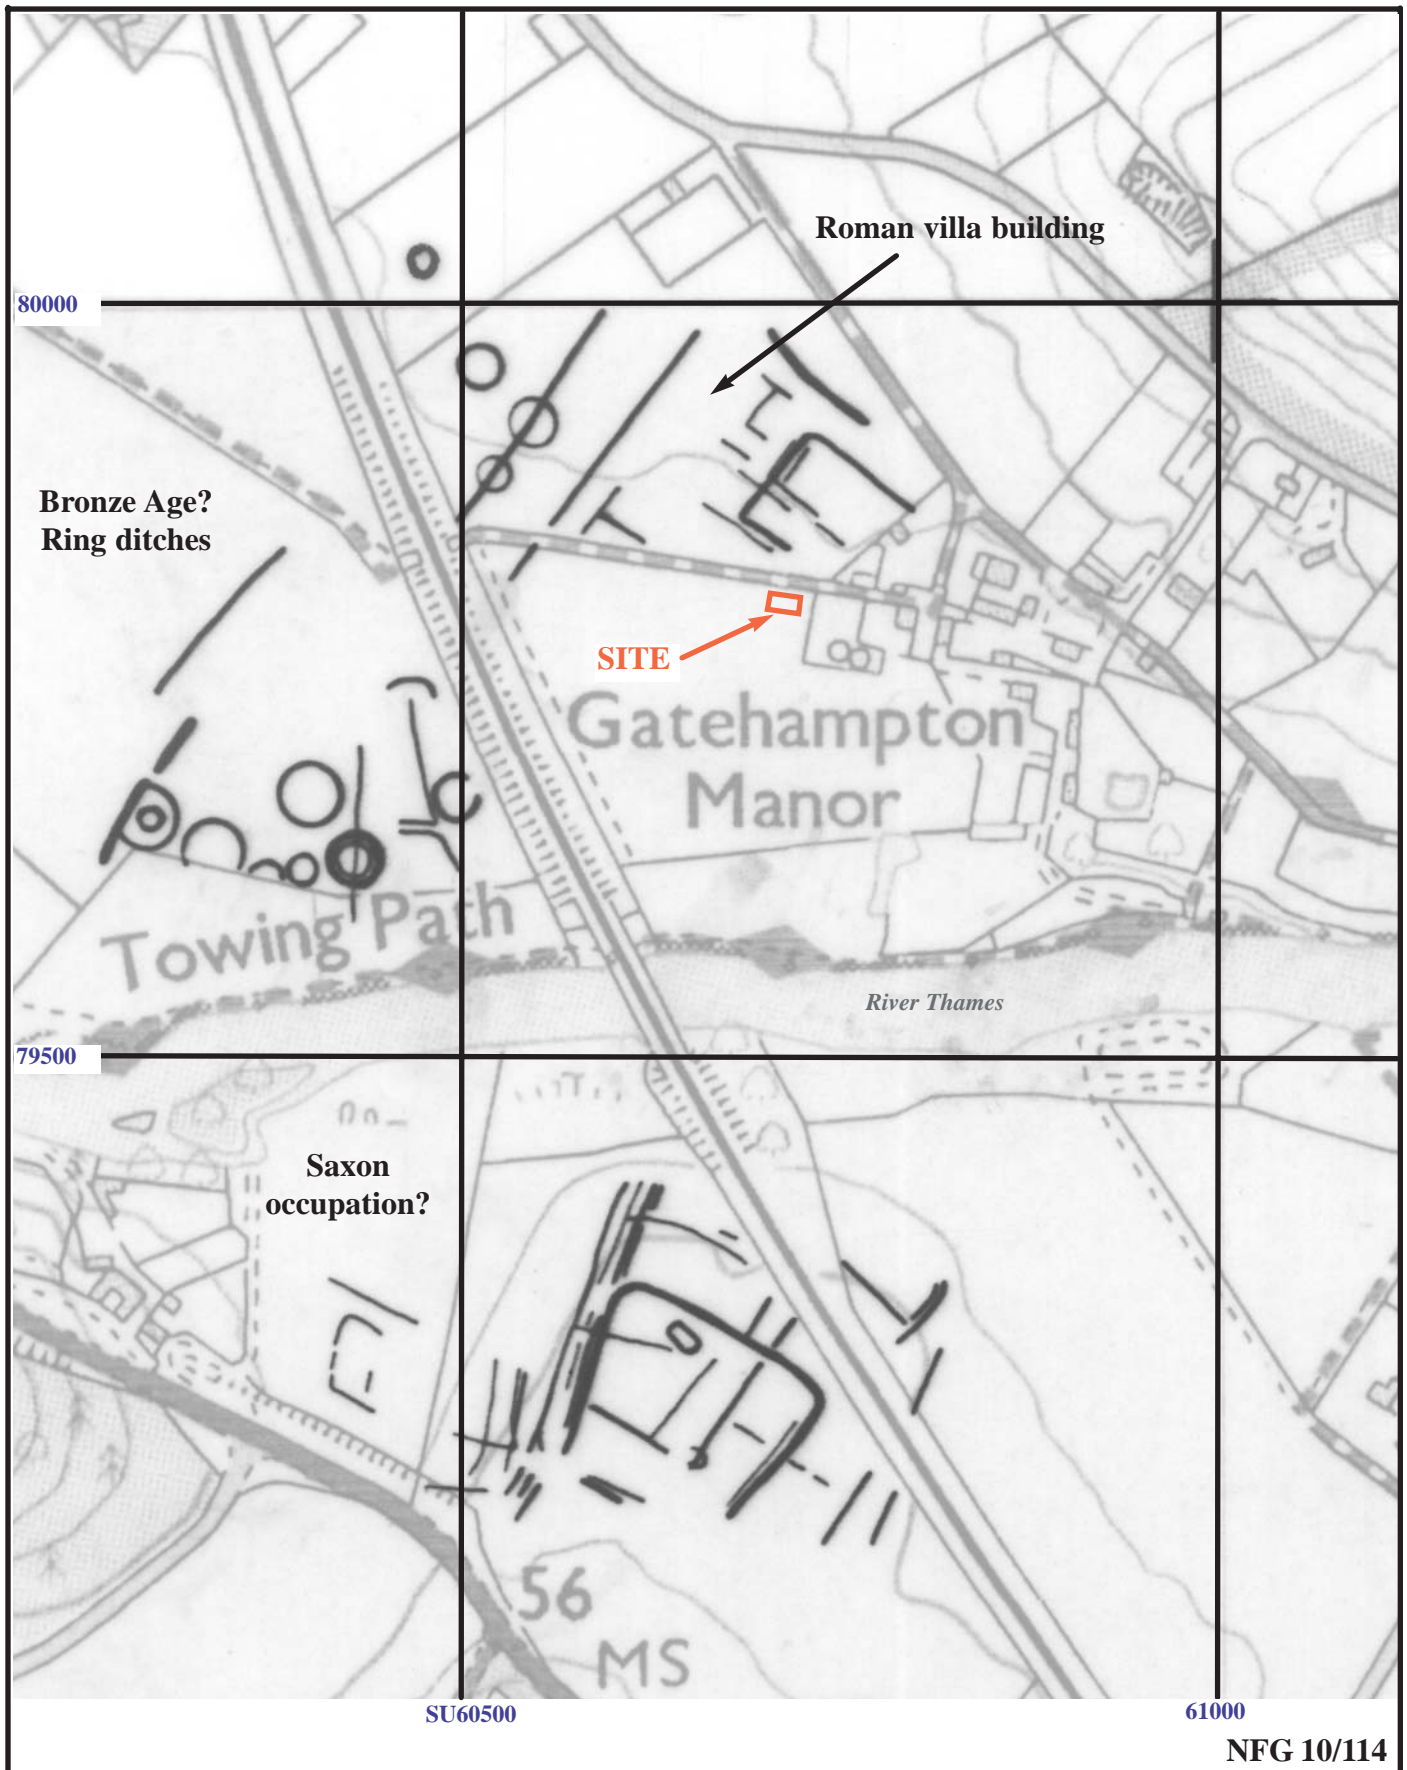 Roman villa building
80000
Bronze Age?
Ring ditches
SITE
Gatehampton
Manor
Towing Path
River Thames
79500
Saxon
occupation?
56
MS
SU60500
61000
NFG 10/114